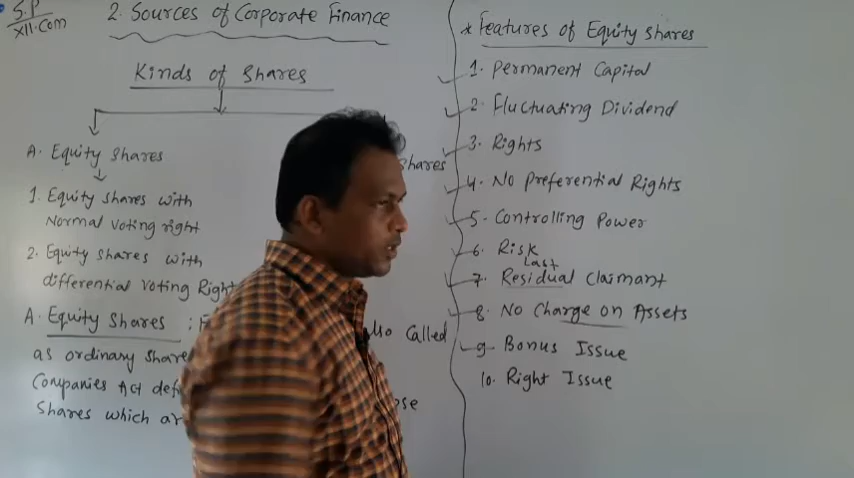 S.P
XII.Com
2. Sources of Corporate Finance
Kinds of Shares
A. Equity Shares
Shares
1. Equity shares with
Normal Voting right
2. Equity shares with
differential Voting Right
A. Equity Shares :
also Called
as ordinary share
Companies Act def
Shares which ar
* Features of Equity Shares
1. Permanent Capital
2. Fluctuating Dividend
3. Rights
4. No Preferential Rights
5. Controlling Power
6. Risk
Last
7. Residual Claimant
8. No Charge on Assets
9. Bonus Issue
10. Right Issue